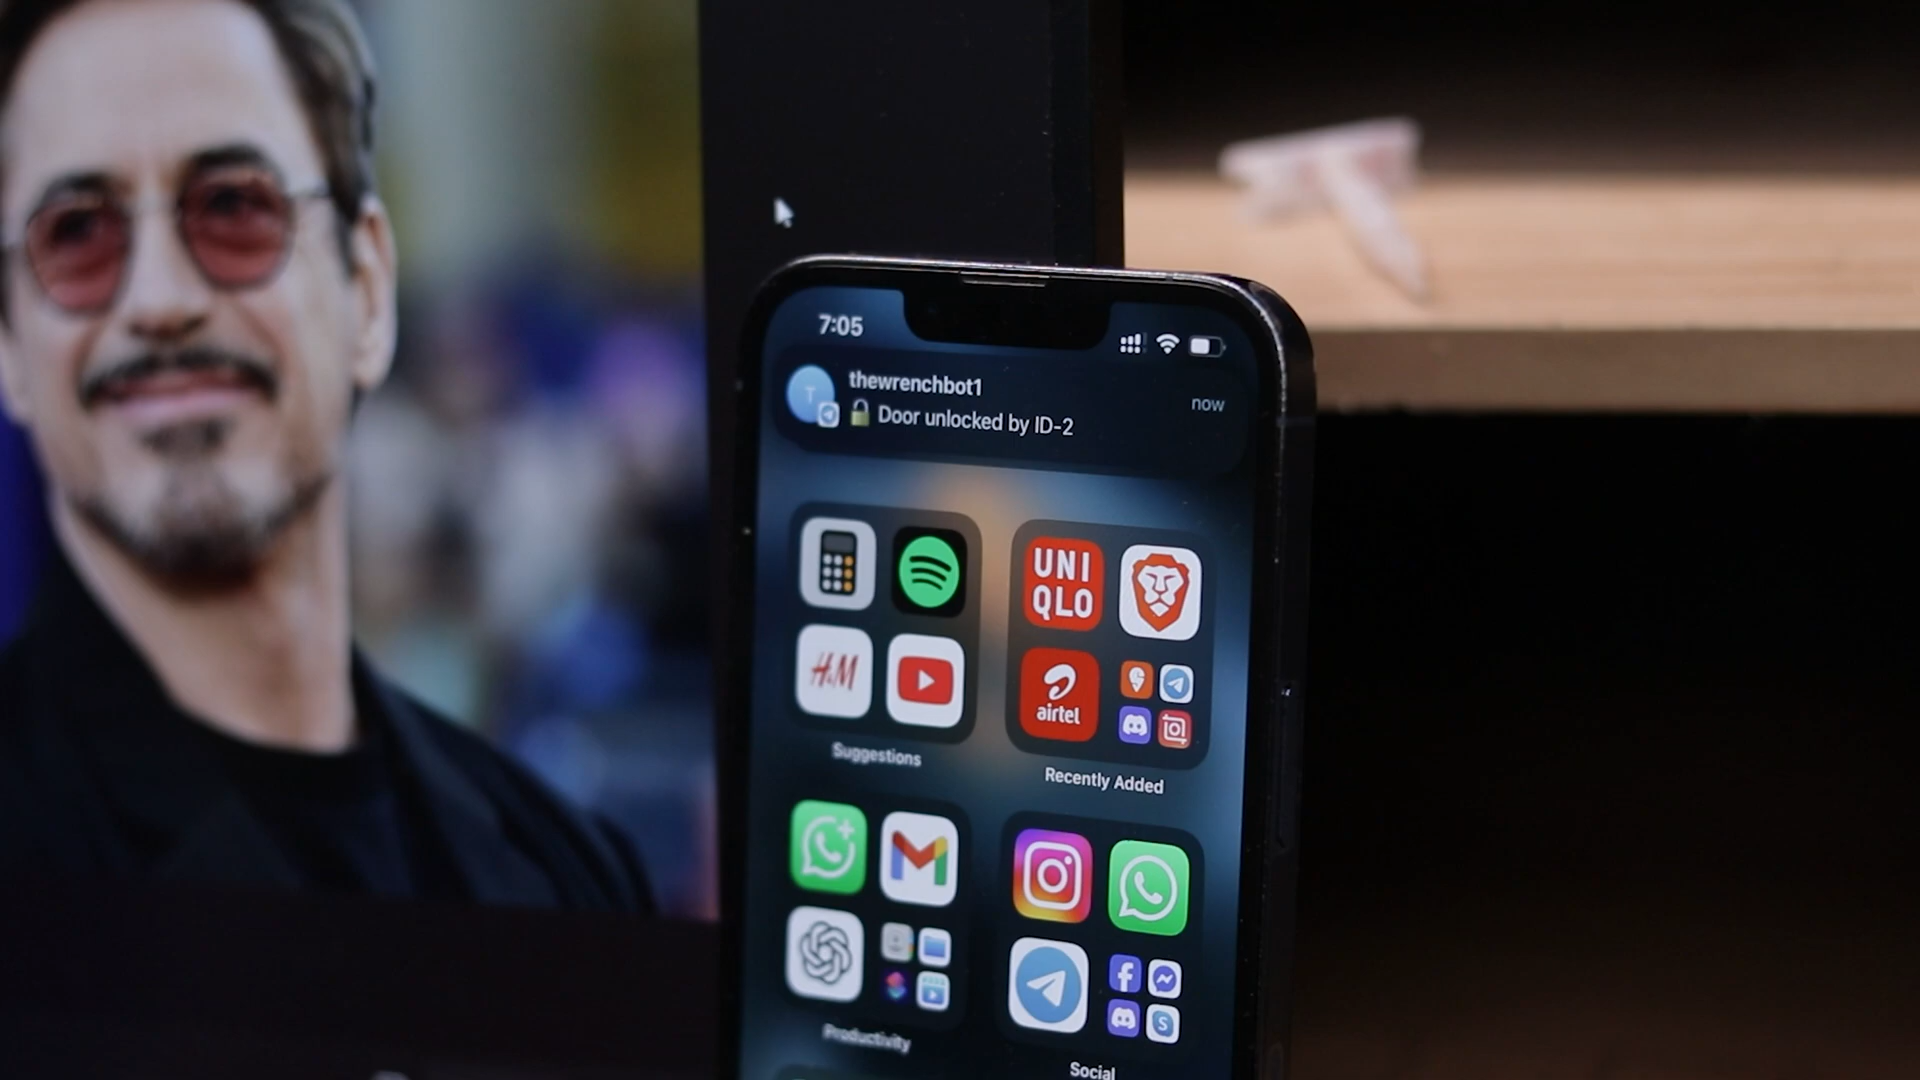 7:05
thewrenchbot1
now
🔒 Door unlocked by ID-2
UNI
QLO
H&M
airtel
Suggestions
Recently Added
Productivity
Social